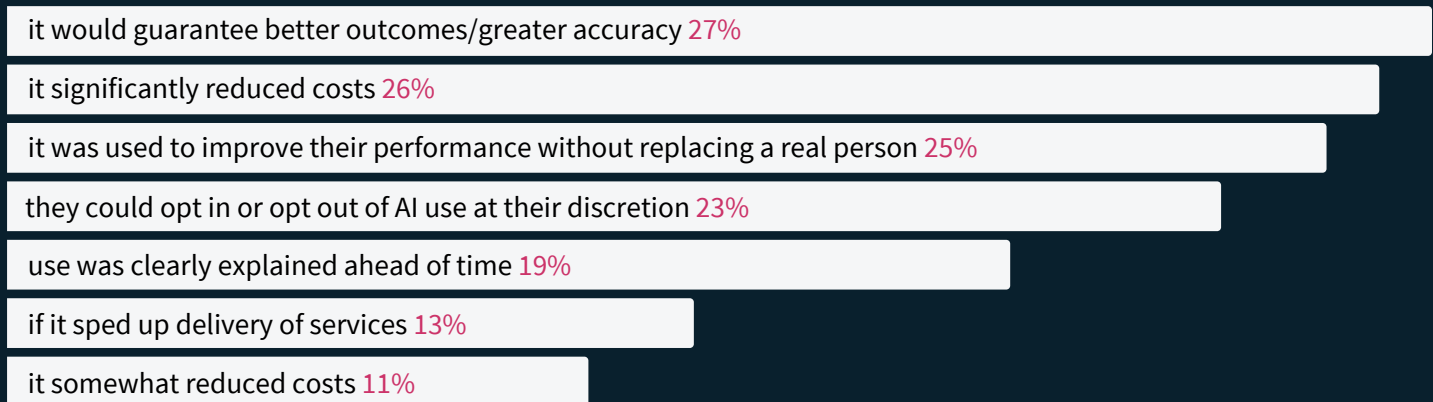 it would guarantee better outcomes/greater accuracy 27%
it significantly reduced costs 26%
it was used to improve their performance without replacing a real person 25%
they could opt in or opt out of AI use at their discretion 23%
use was clearly explained ahead of time 19%
if it sped up delivery of services 13%
it somewhat reduced costs 11%